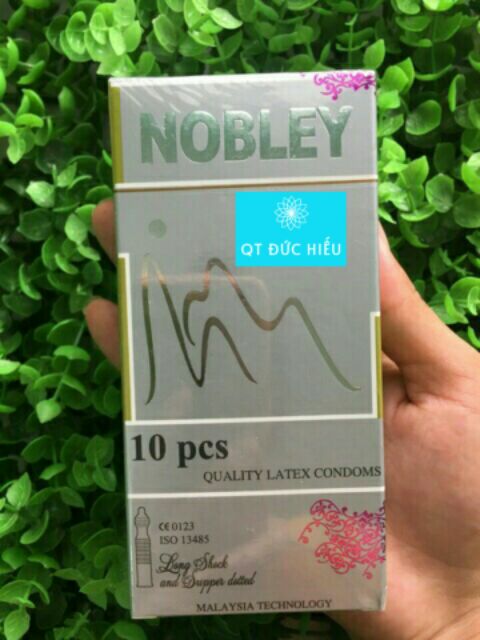 NOBLEY
QT ĐỨC HIẾU
10 pcs
QUALITY LATEX CONDOMS
CE 0123
ISO 13485
Long Shock
and Drpper dotted
MALAYSIA TECHNOLOGY